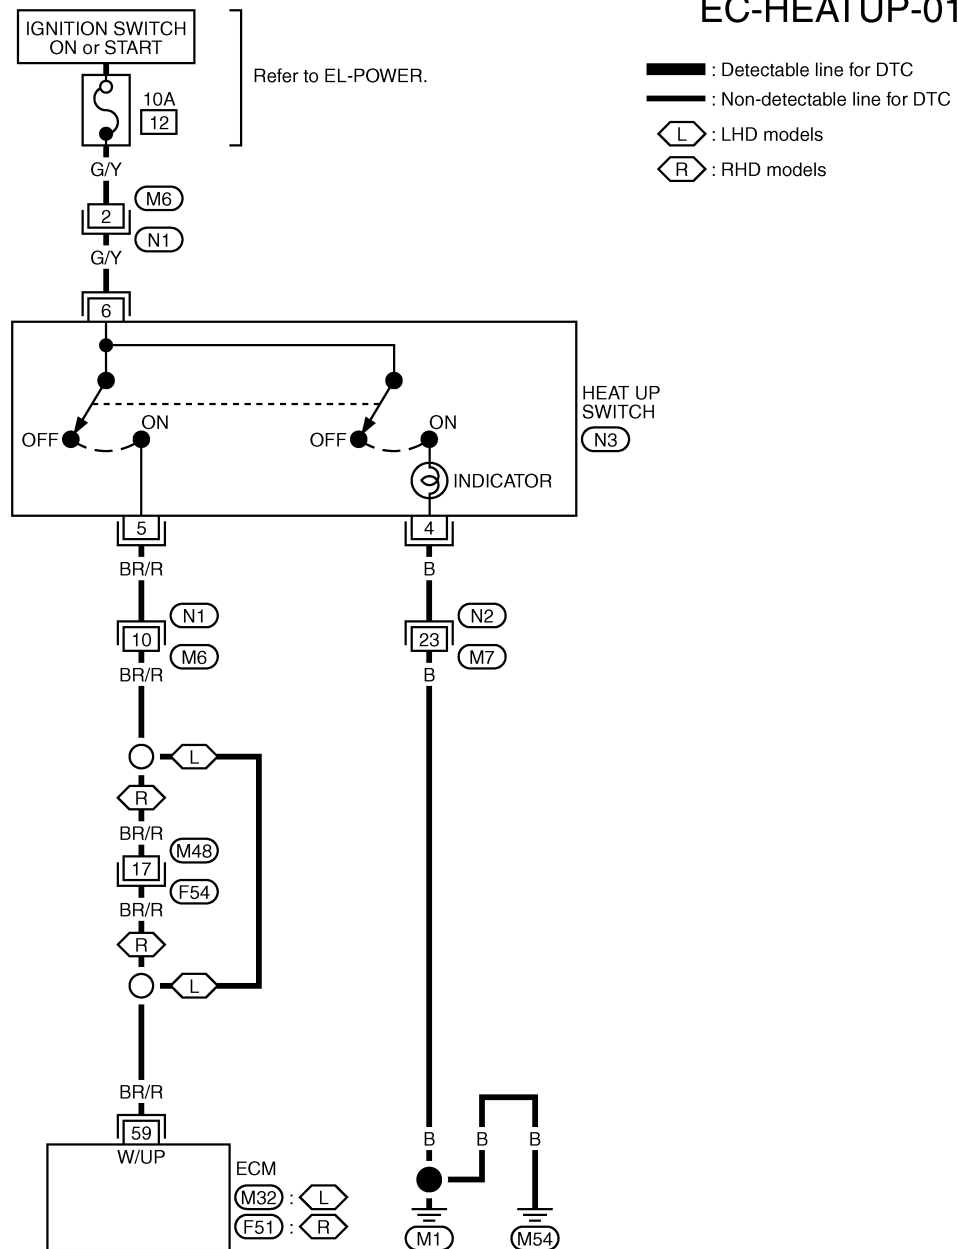 EC-HEATUP-01
IGNITION SWITCH
ON or START
Refer to EL-POWER.
10A
12
: Detectable line for DTC
: Non-detectable line for DTC
L : LHD models
R : RHD models
G/Y
2
M6
N1
G/Y
6
HEAT UP
SWITCH
N3
OFF
ON
OFF
ON
INDICATOR
5
4
BR/R
B
N1
10
M6
N2
23
M7
BR/R
B
L
R
BR/R
M48
17
F54
BR/R
R
L
BR/R
59
W/UP
ECM
M32 : L
F51 : R
B
B
B
M1
M54